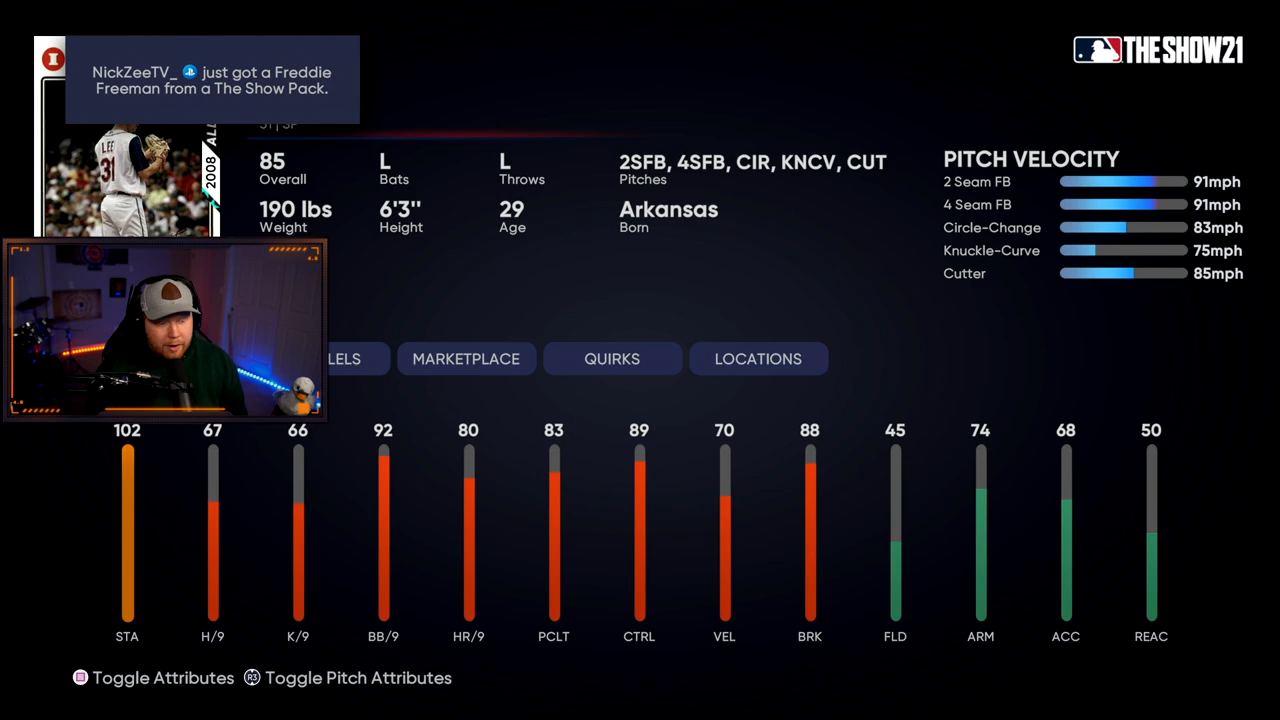 NickZeeTV_ just got a Freddie
Freeman from a The Show Pack.
THE SHOW21
LEE
31
2008
ALL
SP
85
Overall
L
Bats
L
Throws
2SFB, 4SFB, CIR, KNCV, CUT
Pitches
190 lbs
Weight
6'3''
Height
29
Age
Arkansas
Born
PITCH VELOCITY
2 Seam FB 91mph
4 Seam FB 91mph
Circle-Change 83mph
Knuckle-Curve 75mph
Cutter 85mph
LELS
MARKETPLACE
QUIRKS
LOCATIONS
102 67 66 92 80 83 89 70 88 45 74 68 50
STA H/9 K/9 BB/9 HR/9 PCLT CTRL VEL BRK FLD ARM ACC REAC
Toggle Attributes R3 Toggle Pitch Attributes